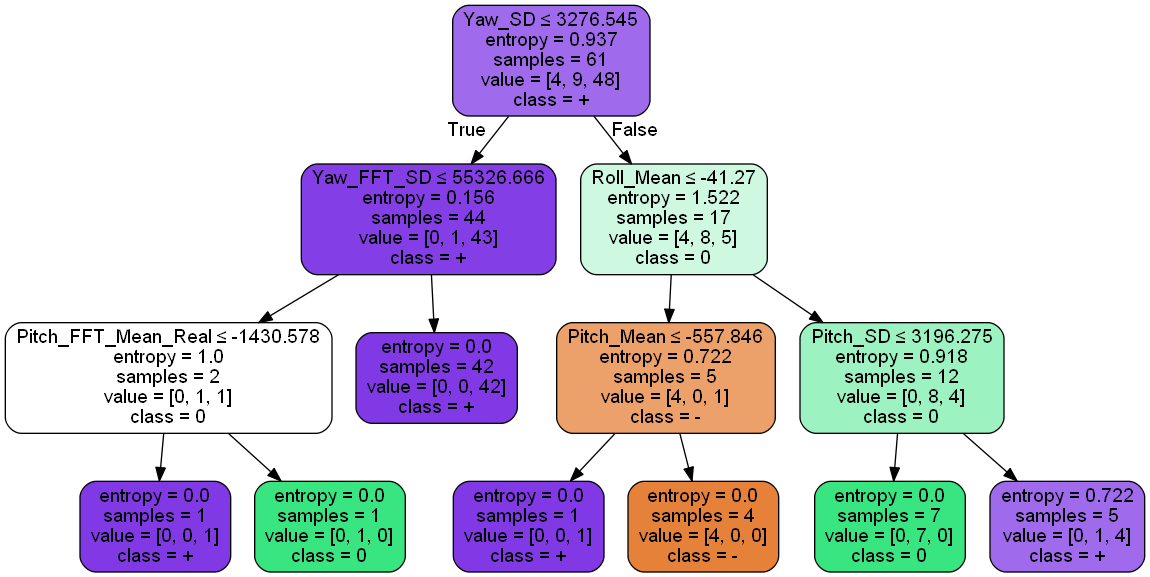 Yaw_SD ≤ 3276.545
entropy = 0.937
samples = 61
value = [4, 9, 48]
class = +
True
False
Yaw_FFT_SD ≤ 55326.666
entropy = 0.156
samples = 44
value = [0, 1, 43]
class = +
Roll_Mean ≤ -41.27
entropy = 1.522
samples = 17
value = [4, 8, 5]
class = 0
Pitch_FFT_Mean_Real ≤ -1430.578
entropy = 1.0
samples = 2
value = [0, 1, 1]
class = 0
entropy = 0.0
samples = 42
value = [0, 0, 42]
class = +
Pitch_Mean ≤ -557.846
entropy = 0.722
samples = 5
value = [4, 0, 1]
class = -
Pitch_SD ≤ 3196.275
entropy = 0.918
samples = 12
value = [0, 8, 4]
class = 0
entropy = 0.0
samples = 1
value = [0, 0, 1]
class = +
entropy = 0.0
samples = 1
value = [0, 1, 0]
class = 0
entropy = 0.0
samples = 1
value = [0, 0, 1]
class = +
entropy = 0.0
samples = 4
value = [4, 0, 0]
class = -
entropy = 0.0
samples = 7
value = [0, 7, 0]
class = 0
entropy = 0.722
samples = 5
value = [0, 1, 4]
class = +